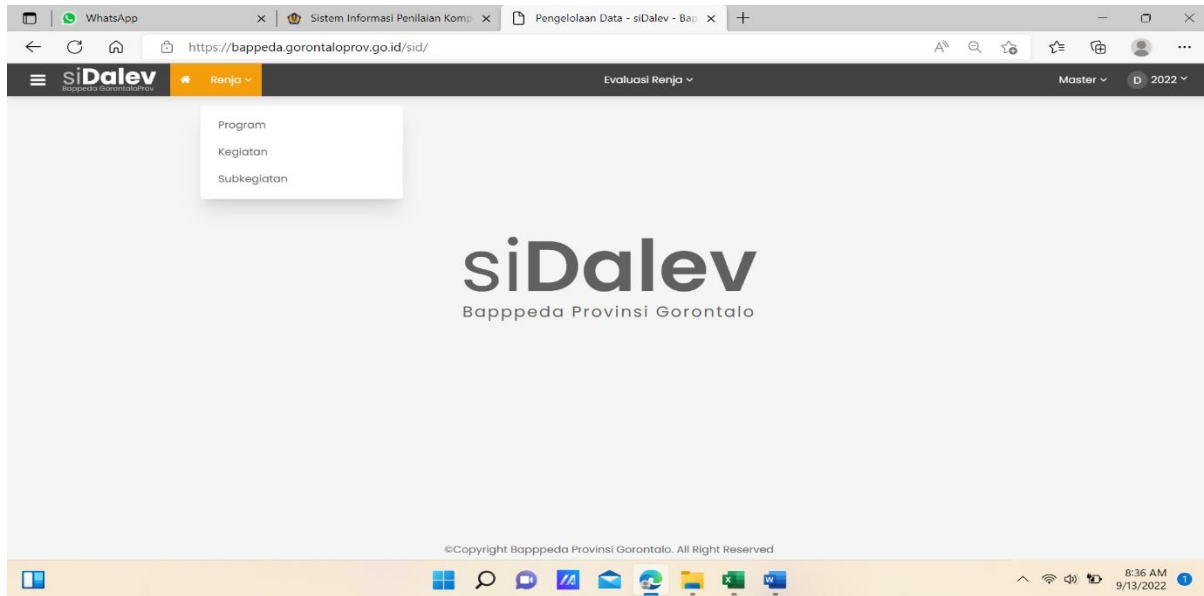 WhatsApp
Sistem Informasi Penilaian Komp
Pengelolaan Data - siDalev - Bap
https://bappeda.gorontaloprov.go.id/sid/
siDalev
Bappeda GorontaloProv
Renja
Evaluasi Renja
Master
D 2022
Program
Kegiatan
Subkegiatan
siDalev
Bapppeda Provinsi Gorontalo
©Copyright Bapppeda Provinsi Gorontalo. All Right Reserved
8:36 AM
9/13/2022
1